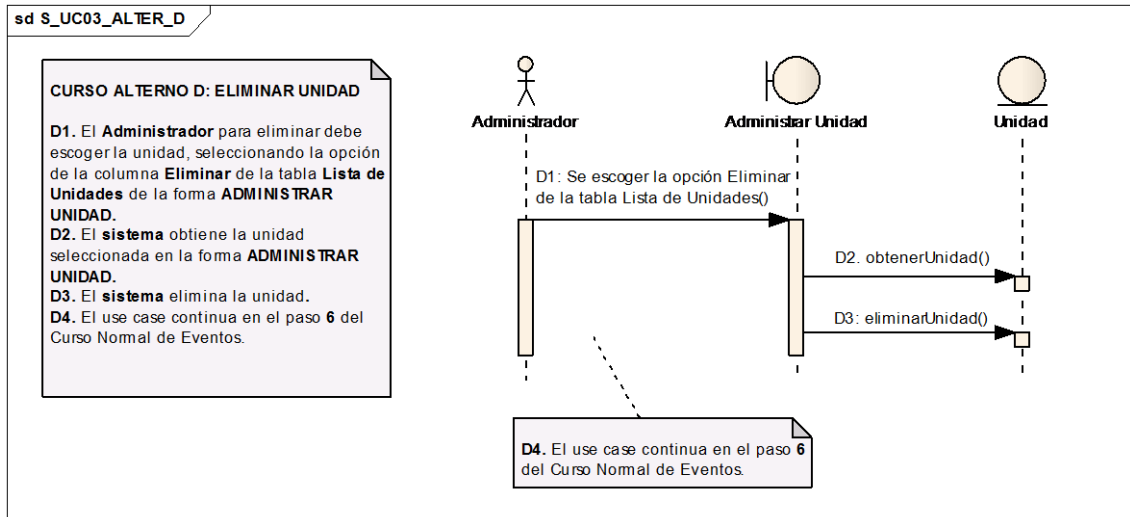 sd S_UC03_ALTER_D
CURSO ALTERNO D: ELIMINAR UNIDAD
D1. El Administrador para eliminar debe
escoger la unidad, seleccionando la opción
de la columna Eliminar de la tabla Lista de
Unidades de la forma ADMINISTRAR
UNIDAD.
D2. El sistema obtiene la unidad
seleccionada en la forma ADMINISTRAR
UNIDAD.
D3. El sistema elimina la unidad.
D4. El use case continua en el paso 6 del
Curso Normal de Eventos.
Administrador
Administrar Unidad
Unidad
D1: Se escoger la opción Eliminar
de la tabla Lista de Unidades()
D2. obtenerUnidad()
D3: eliminarUnidad()
D4. El use case continua en el paso 6
del Curso Normal de Eventos.